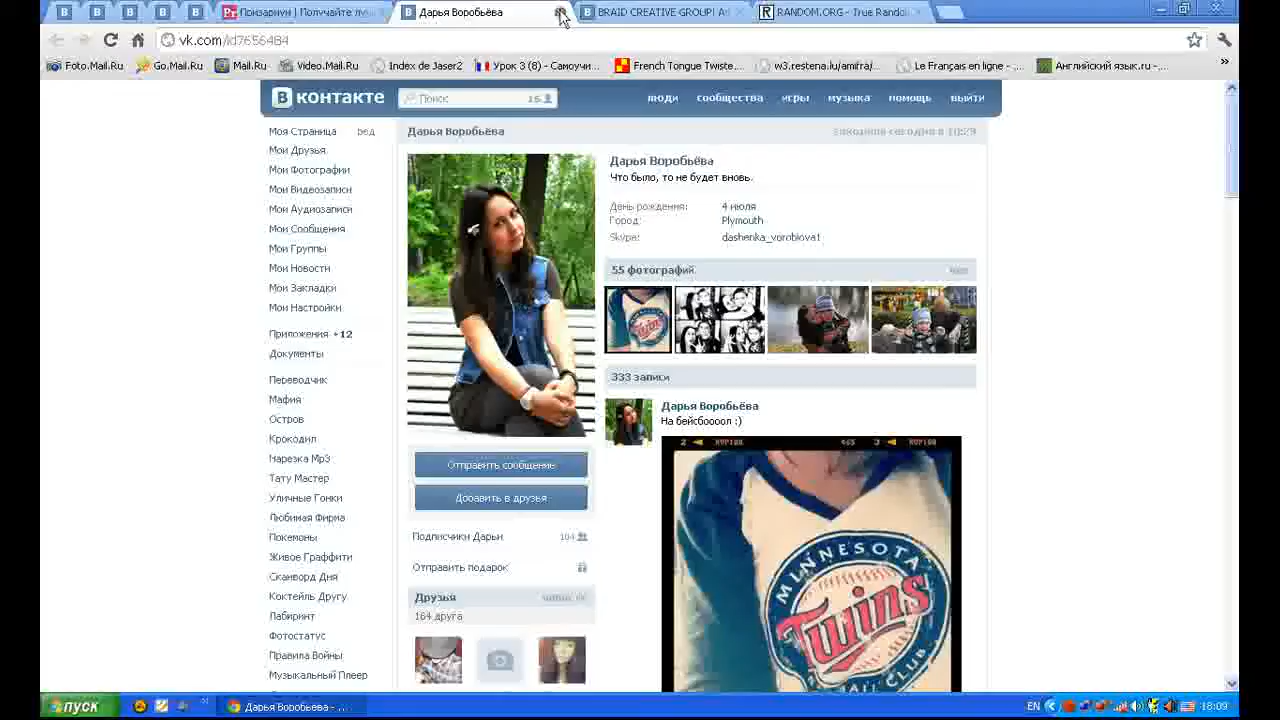 Дарья Воробьёва
BRAID CREATIVE GROUP!
RANDOM.ORG - True Random
vk.com/id7656484
Foto.Mail.Ru
Go.Mail.Ru
Mail.Ru
Video.Mail.Ru
Index de Jaser2
Урок 3 (8) - Самоучи...
French Tongue Twiste...
w3.restena.lu/amifra/...
Le Français en ligne - ...
Английский язык.ru - ...
В контакте
Поиск
люди
сообщества
игры
музыка
помощь
выйти
Моя Страница
ред
Мои Друзья
Мои Фотографии
Мои Видеозаписи
Мои Аудиозаписи
Мои Сообщения
Мои Группы
Мои Новости
Мои Закладки
Мои Настройки
Приложения +12
Документы
Переводчик
Мафия
Остров
Крокодил
Нарезка Mp3
Тату Мастер
Уличные Гонки
Любимая Фирма
Покемоны
Живое Граффити
Сканворд Дня
Коктейль Другу
Лабиринт
Фотостатус
Правила Войны
Музыкальный Плеер
Дарья Воробьёва
заходила сегодня в 10:29
Дарья Воробьёва
Что было, то не будет вновь.
День рождения: 4 июля
Город: Plymouth
Skype: dashenka_vorobiova1
55 фотографий
333 записи
Дарья Воробьёва
На бейсбоооол :)
MINNESOTA
Twins
BALL CLUB
Отправить сообщение
Добавить в друзья
Подписчики Дарьи
104
Отправить подарок
Друзья
164 друга
пуск
Дарья Воробьёва - ...
EN
18:09